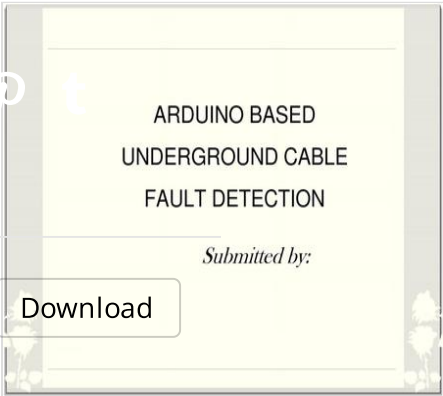 ARDUINO BASED
UNDERGROUND CABLE
FAULT DETECTION
Submitted by:
Download